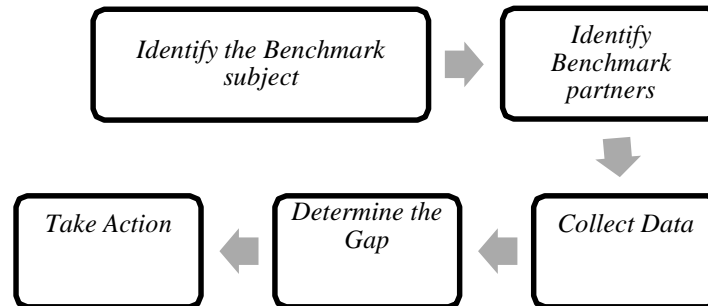 Identify the Benchmark
subject
Identify
Benchmark
partners
Collect Data
Determine the
Gap
Take Action